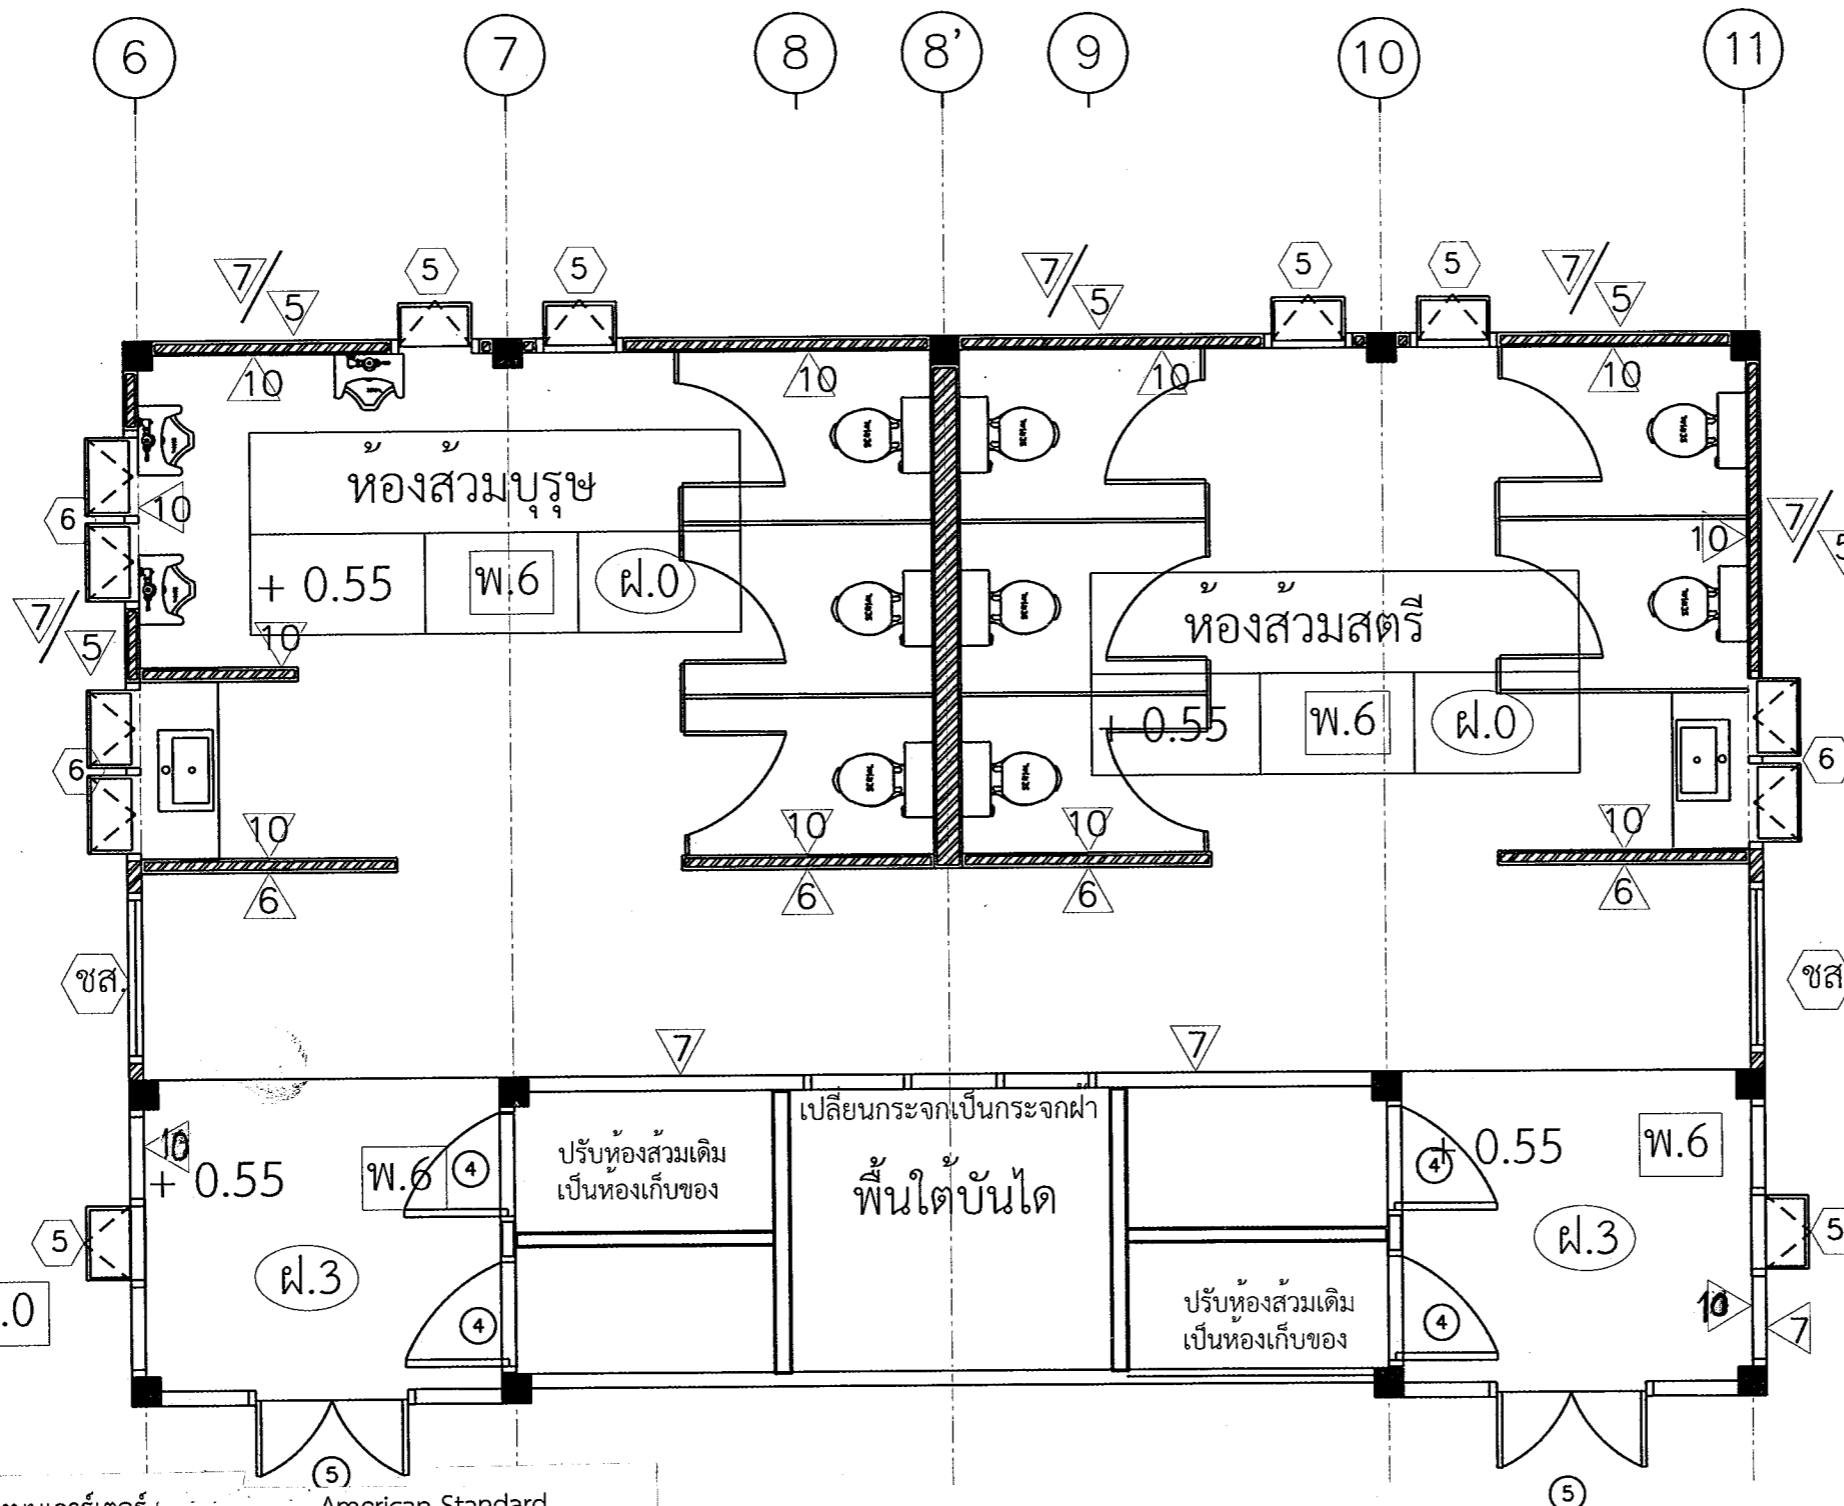 6 7 8 8' 9 10 11
5 5 5 5
7/5 7/5 7/5
10 10 10 10
ห้องส้วมบุรุษ
+ 0.55 พ.6 ฝ.0
6 10
7/5 10
10 7/5
ห้องส้วมสตรี
+ 0.55 พ.6 ฝ.0
6 6
10 10 10 10
6 6 6 6
ชส. ชส
7 7
เปลี่ยนกระจกเป็นกระจกฝ้า
10
+ 0.55 พ.6 4
ปรับห้องส้วมเดิม
เป็นห้องเก็บของ
พื้นใต้บันได
4 + 0.55 พ.6
5 ฝ.3 ฝ.3 5
.0
4
ปรับห้องส้วมเดิม
เป็นห้องเก็บของ
4 10 7
5 5
American Standard